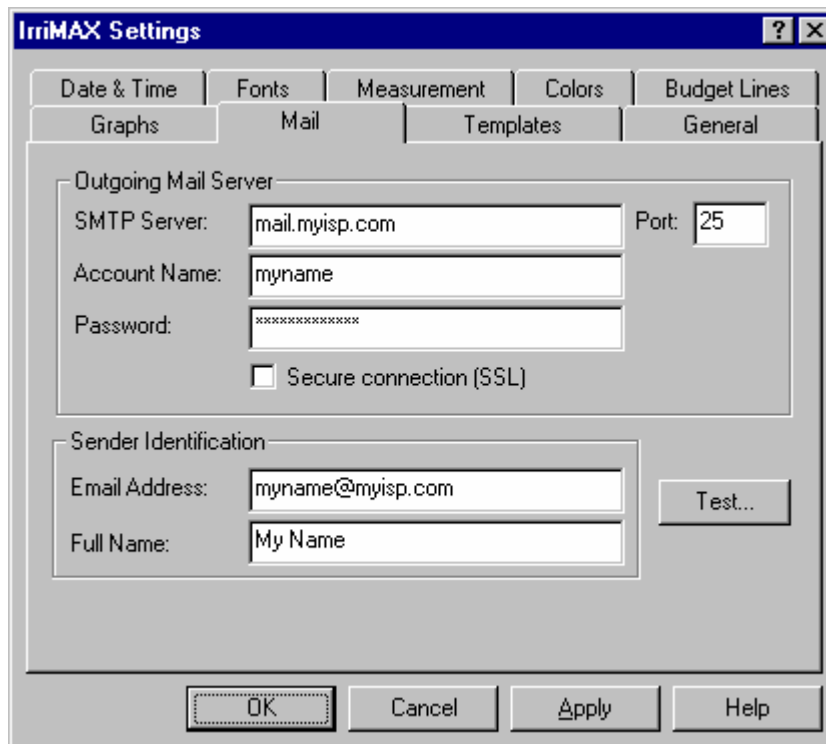 IrriMAX Settings
Date & Time Fonts Measurement Colors Budget Lines
Graphs Mail Templates General
Outgoing Mail Server
SMTP Server: mail.myisp.com Port: 25
Account Name: myname
Password: *************
Secure connection (SSL)
Sender Identification
Email Address: myname@myisp.com
Test...
Full Name: My Name
OK Cancel Apply Help